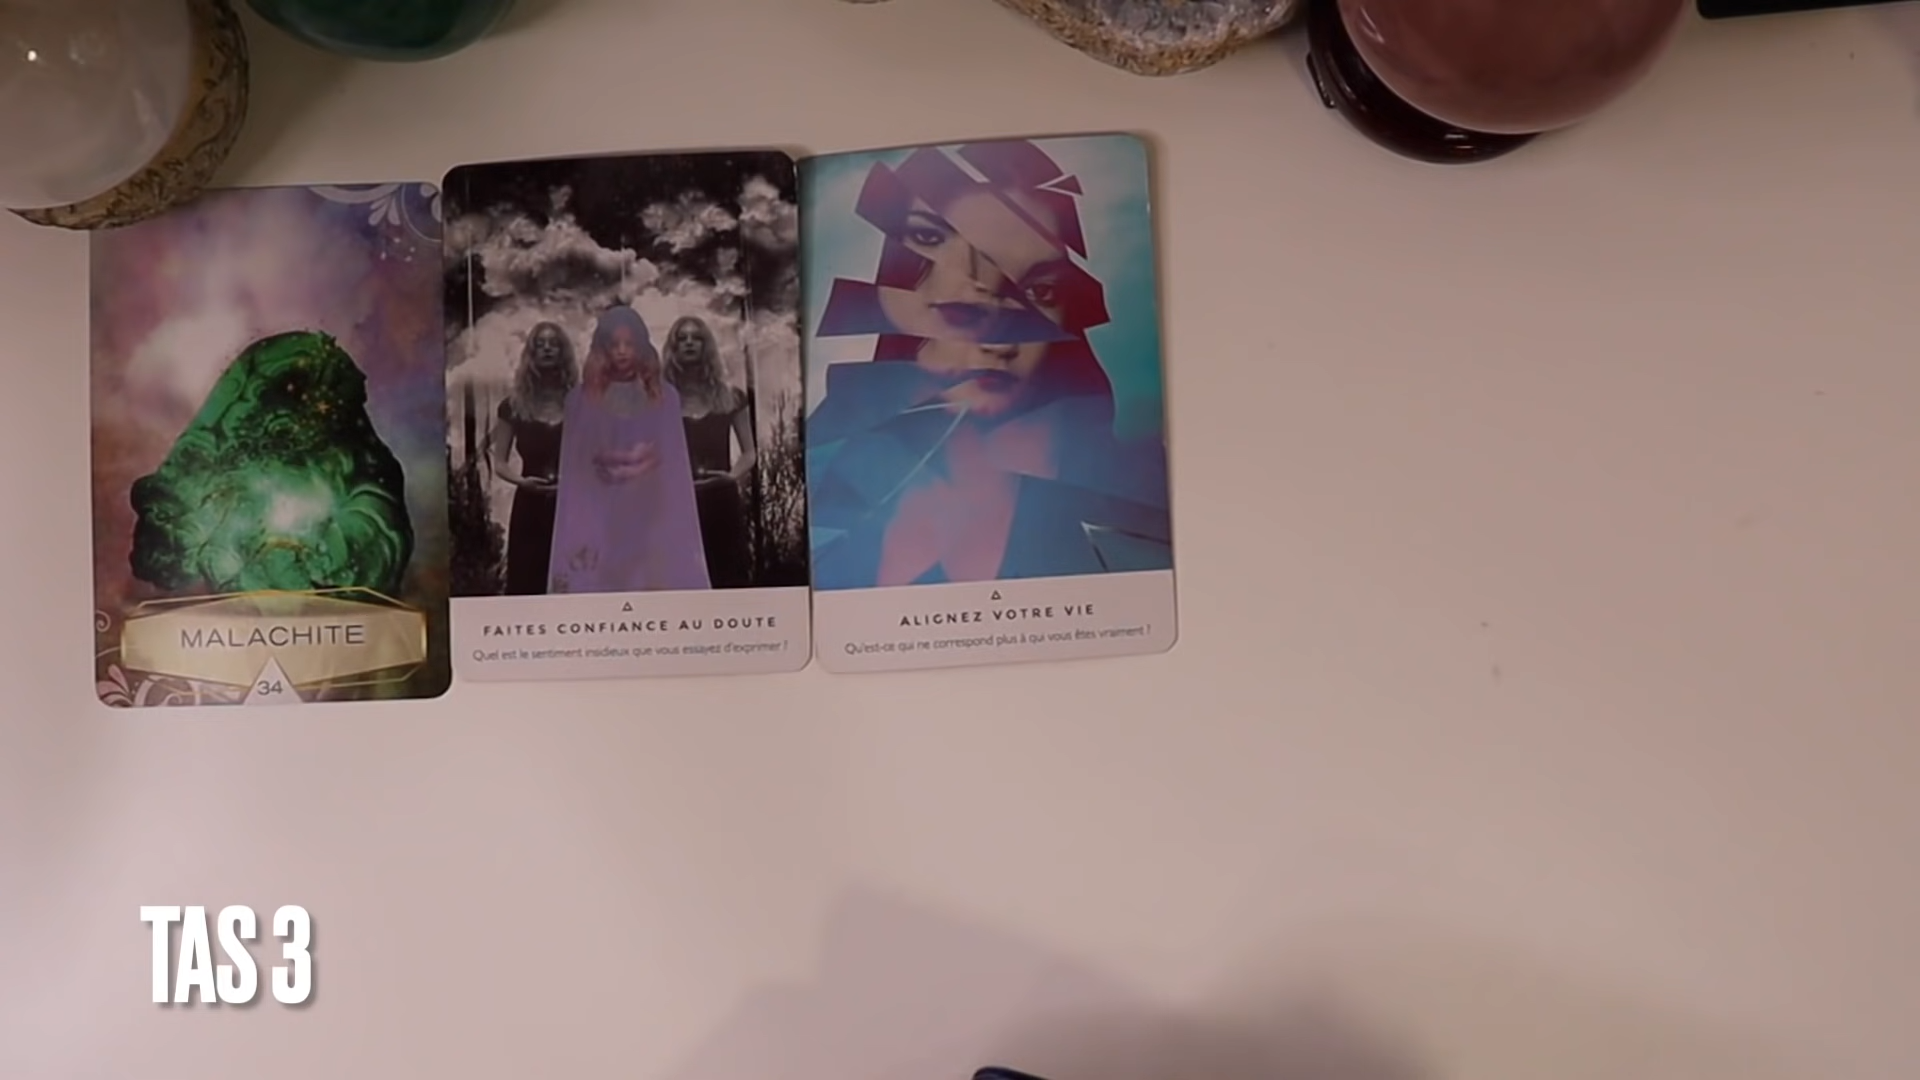 MALACHITE
34
FAITES CONFIANCE AU DOUTE
Quel est le sentiment insidieux que vous essayez d'exprimer ?
ALIGNEZ VOTRE VIE
Qu'est-ce qui ne correspond plus à qui vous êtes vraiment ?
TAS 3